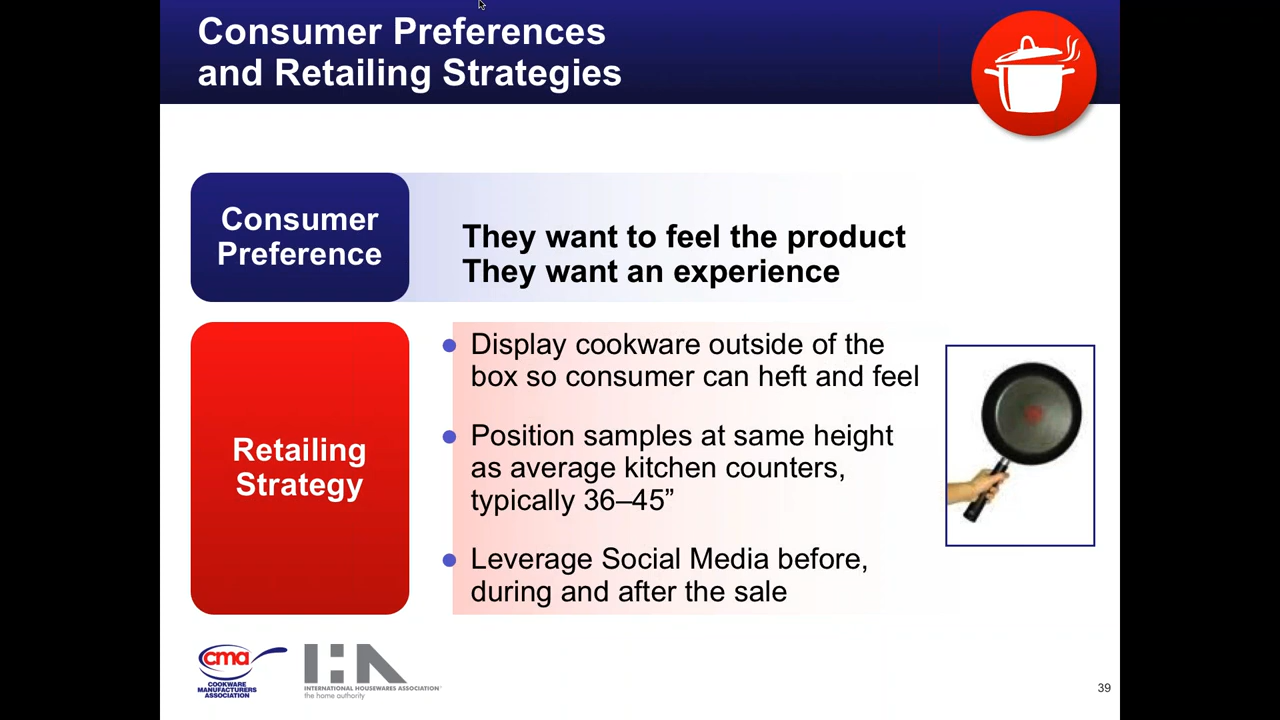 Consumer Preferences
and Retailing Strategies
Consumer
Preference
They want to feel the product
They want an experience
Retailing
Strategy
Display cookware outside of the
box so consumer can heft and feel
Position samples at same height
as average kitchen counters,
typically 36–45”
Leverage Social Media before,
during and after the sale
cma
COOKWARE
MANUFACTURERS
ASSOCIATION
IHA
INTERNATIONAL HOUSEWARES ASSOCIATION
the home authority
39